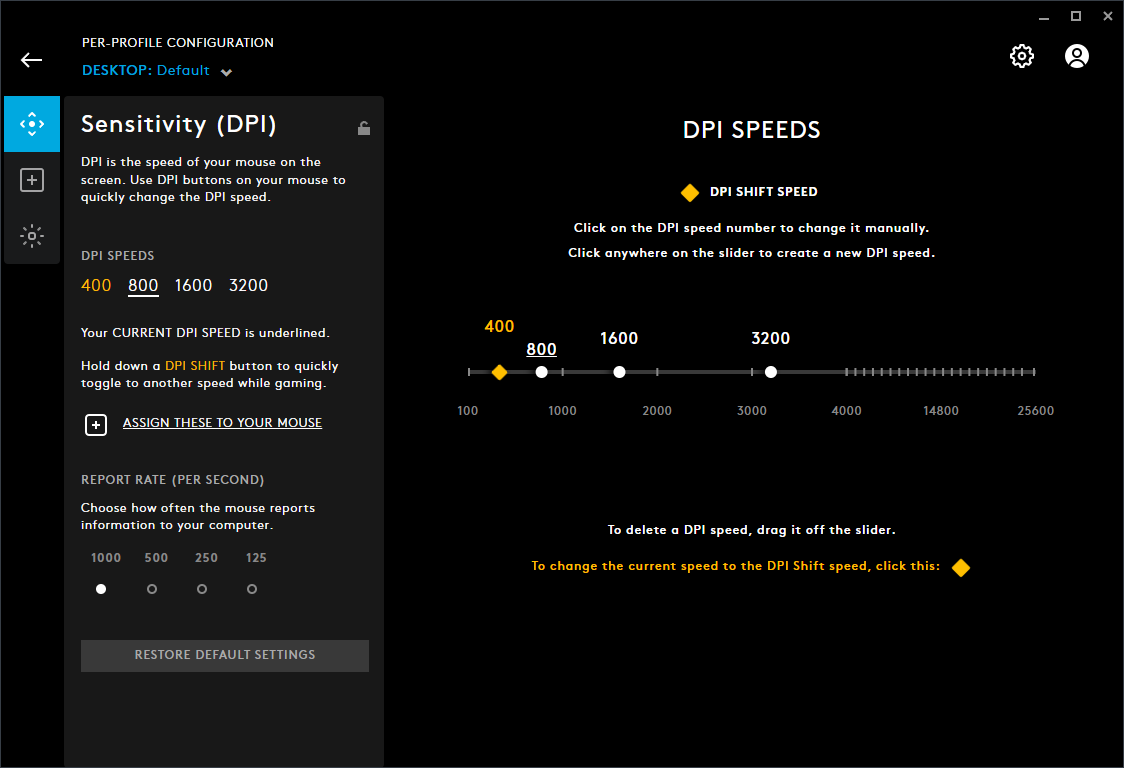 PER-PROFILE CONFIGURATION
DESKTOP: Default
Sensitivity (DPI)
DPI is the speed of your mouse on the
screen. Use DPI buttons on your mouse to
quickly change the DPI speed.
DPI SPEEDS
400 800 1600 3200
Your CURRENT DPI SPEED is underlined.
Hold down a DPI SHIFT button to quickly
toggle to another speed while gaming.
ASSIGN THESE TO YOUR MOUSE
REPORT RATE (PER SECOND)
Choose how often the mouse reports
information to your computer.
1000 500 250 125
RESTORE DEFAULT SETTINGS
DPI SPEEDS
DPI SHIFT SPEED
Click on the DPI speed number to change it manually.
Click anywhere on the slider to create a new DPI speed.
400 800 1600 3200
100 1000 2000 3000 4000 14800 25600
To delete a DPI speed, drag it off the slider.
To change the current speed to the DPI Shift speed, click this: